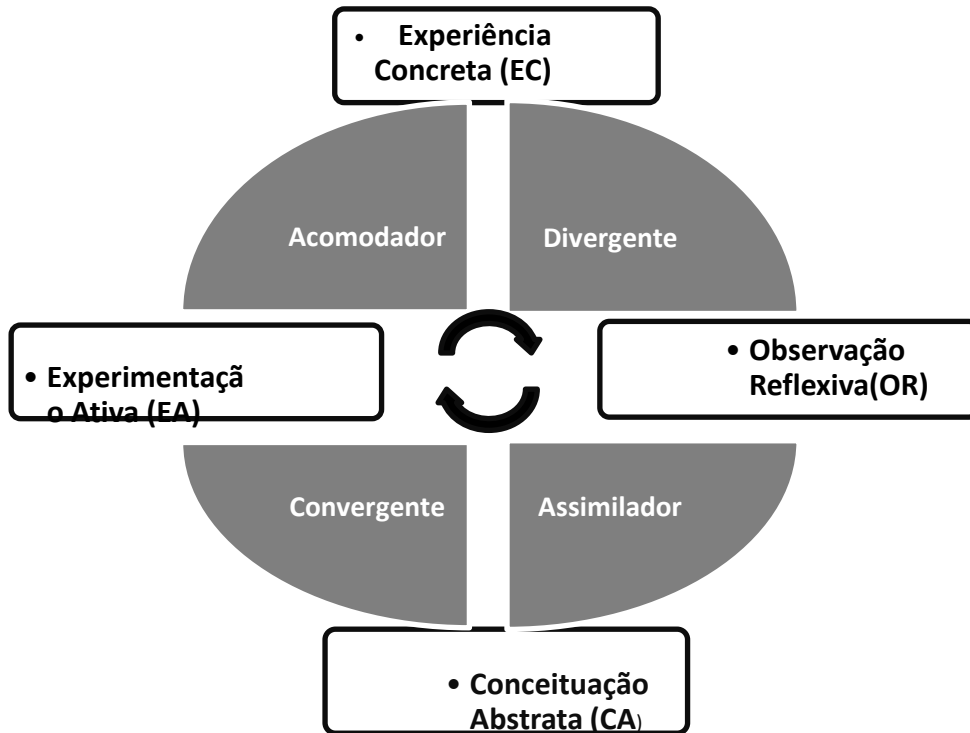 • Experiência
Concreta (EC)
Acomodador
Divergente
• Experimentaçã
o Ativa (EA)
• Observação
Reflexiva(OR)
Convergente
Assimilador
• Conceituação
Abstrata (CA)